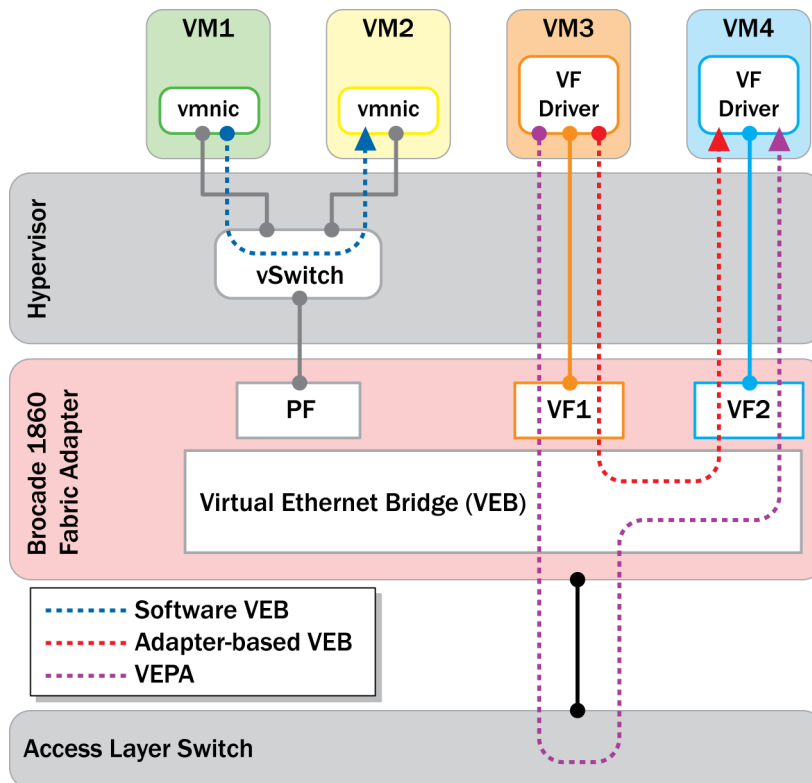 VM1
VM2
VM3
VM4
vmnic
vmnic
VF
Driver
VF
Driver
Hypervisor
vSwitch
Brocade 1860
Fabric Adapter
PF
VF1
VF2
Virtual Ethernet Bridge (VEB)
Software VEB
Adapter-based VEB
VEPA
Access Layer Switch